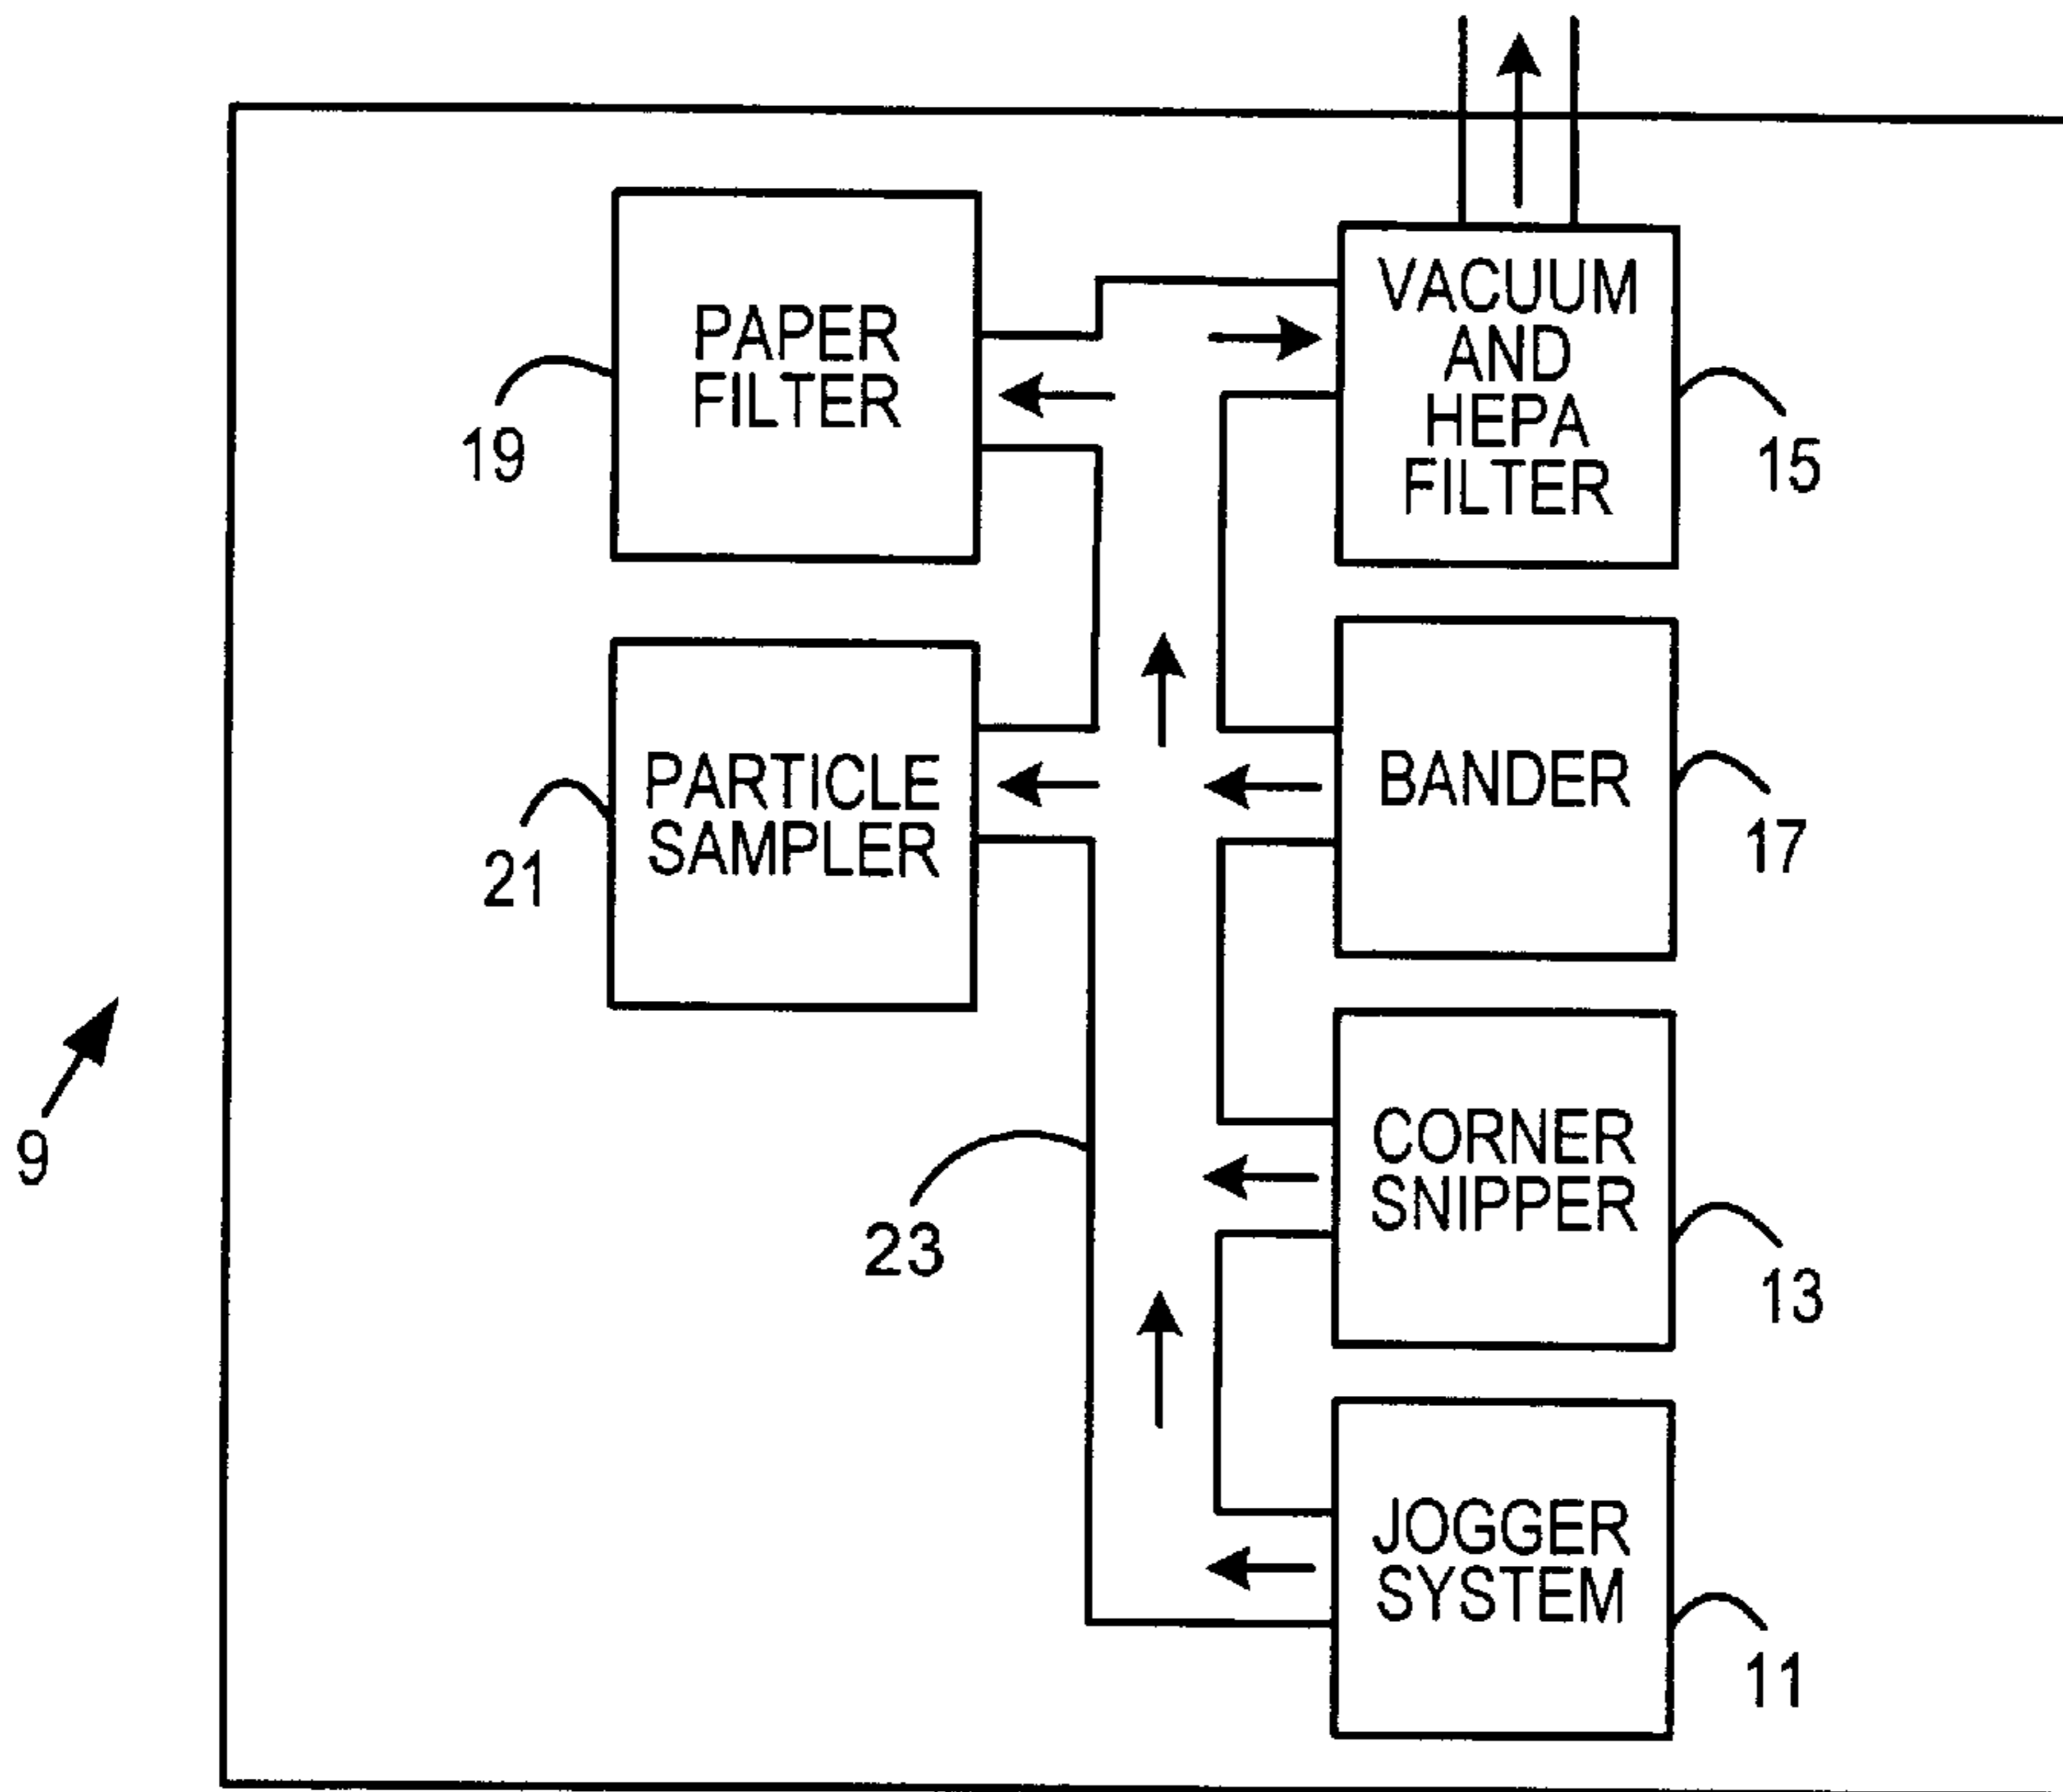 PAPER
FILTER
19
VACUUM
AND
HEPA
FILTER
15
PARTICLE
SAMPLER
21
BANDER
17
9
23
CORNER
SNIPPER
13
JOGGER
SYSTEM
11